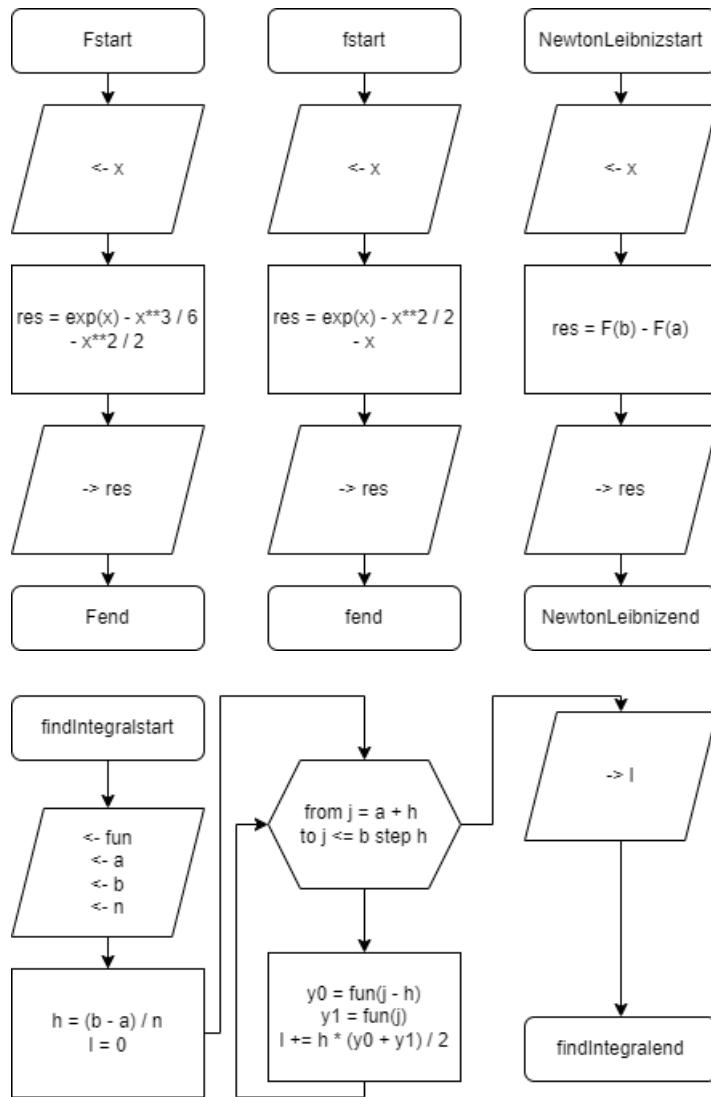 Fstart
<- x
res = exp(x) - x**3 / 6
- x**2 / 2
-> res
Fend
fstart
<- x
res = exp(x) - x**2 / 2
- x
-> res
fend
NewtonLeibnizstart
<- x
res = F(b) - F(a)
-> res
NewtonLeibnizend
findIntegralstart
<- fun
<- a
<- b
<- n
h = (b - a) / n
I = 0
from j = a + h
to j <= b step h
y0 = fun(j - h)
y1 = fun(j)
I += h * (y0 + y1) / 2
-> I
findIntegralend